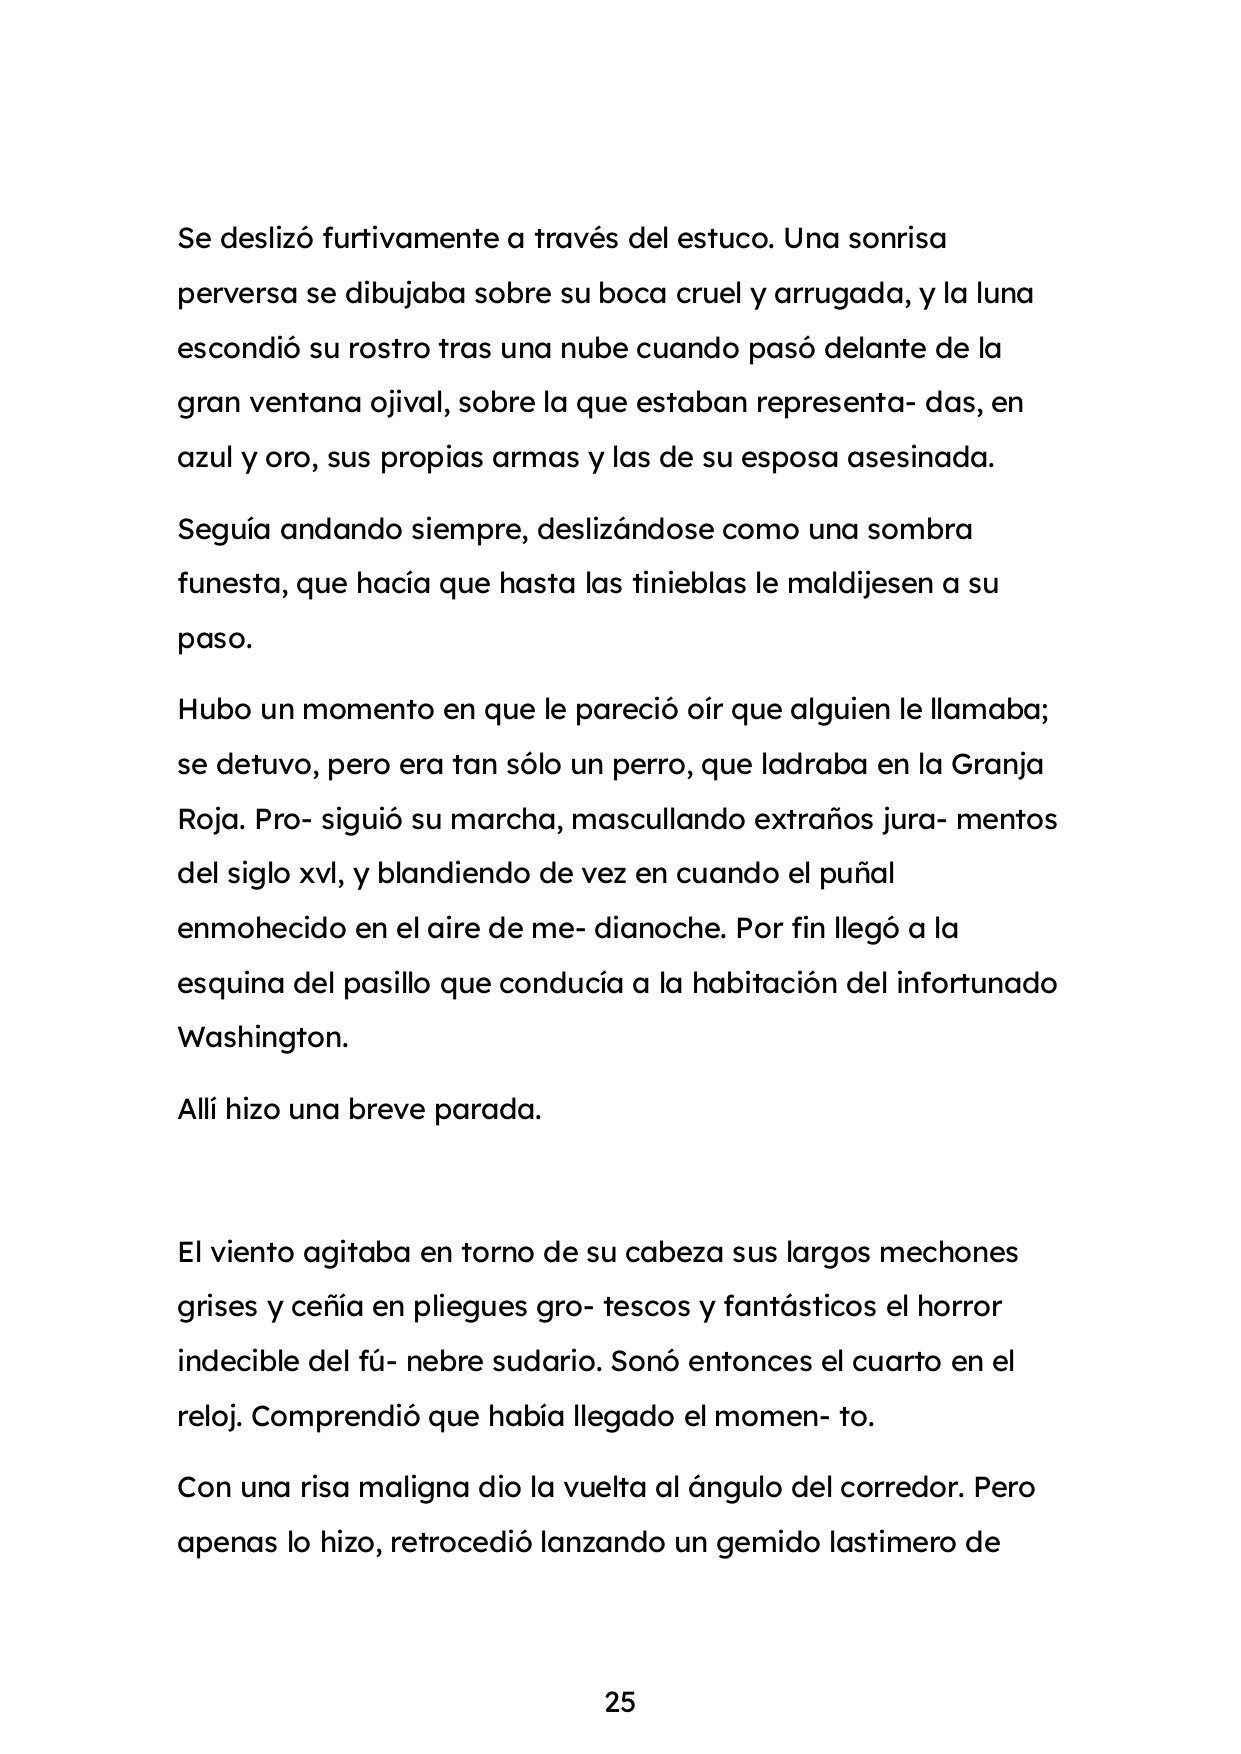 Se deslizó furtivamente a través del estuco. Una sonrisa
perversa se dibujaba sobre su boca cruel y arrugada, y la luna
escondió su rostro tras una nube cuando pasó delante de la
gran ventana ojival, sobre la que estaban representa- das, en
azul y oro, sus propias armas y las de su esposa asesinada.
Seguía andando siempre, deslizándose como una sombra
funesta, que hacía que hasta las tinieblas le maldijesen a su
paso.
Hubo un momento en que le pareció oír que alguien le llamaba;
se detuvo, pero era tan sólo un perro, que ladraba en la Granja
Roja. Pro- siguió su marcha, mascullando extraños jura- mentos
del siglo xvl, y blandiendo de vez en cuando el puñal
enmohecido en el aire de me- dianoche. Por fin llegó a la
esquina del pasillo que conducía a la habitación del infortunado
Washington.
Allí hizo una breve parada.
El viento agitaba en torno de su cabeza sus largos mechones
grises y ceñía en pliegues gro- tescos y fantásticos el horror
indecible del fú- nebre sudario. Sonó entonces el cuarto en el
reloj. Comprendió que había llegado el momen- to.
Con una risa maligna dio la vuelta al ángulo del corredor. Pero
apenas lo hizo, retrocedió lanzando un gemido lastimero de
25